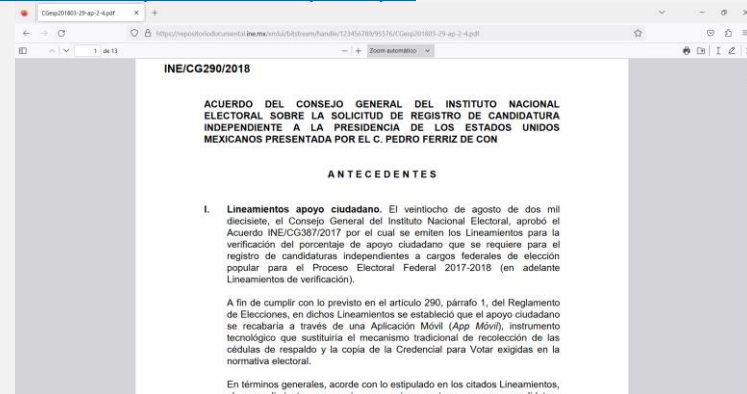 CGesp201803-29-ap-2-4.pdf
https://repositoriodocumental.ine.mx/xmlui/bitstream/handle/123456789/95576/CGesp201803-29-ap-2-4.pdf
1 de 13
Zoom automático
INE/CG290/2018
ACUERDO DEL CONSEJO GENERAL DEL INSTITUTO NACIONAL
ELECTORAL SOBRE LA SOLICITUD DE REGISTRO DE CANDIDATURA
INDEPENDIENTE A LA PRESIDENCIA DE LOS ESTADOS UNIDOS
MEXICANOS PRESENTADA POR EL C. PEDRO FERRIZ DE CON
A N T E C E D E N T E S
I. Lineamientos apoyo ciudadano. El veintiocho de agosto de dos mil
diecisiete, el Consejo General del Instituto Nacional Electoral, aprobó el
Acuerdo INE/CG387/2017 por el cual se emiten los Lineamientos para la
verificación del porcentaje de apoyo ciudadano que se requiere para el
registro de candidaturas independientes a cargos federales de elección
popular para el Proceso Electoral Federal 2017-2018 (en adelante
Lineamientos de verificación).
A fin de cumplir con lo previsto en el artículo 290, párrafo 1, del Reglamento
de Elecciones, en dichos Lineamientos se estableció que el apoyo ciudadano
se recabaría a través de una Aplicación Móvil (App Móvil), instrumento
tecnológico que sustituiría el mecanismo tradicional de recolección de las
cédulas de respaldo y la copia de la Credencial para Votar exigidas en la
normativa electoral.
En términos generales, acorde con lo estipulado en los citados Lineamientos,